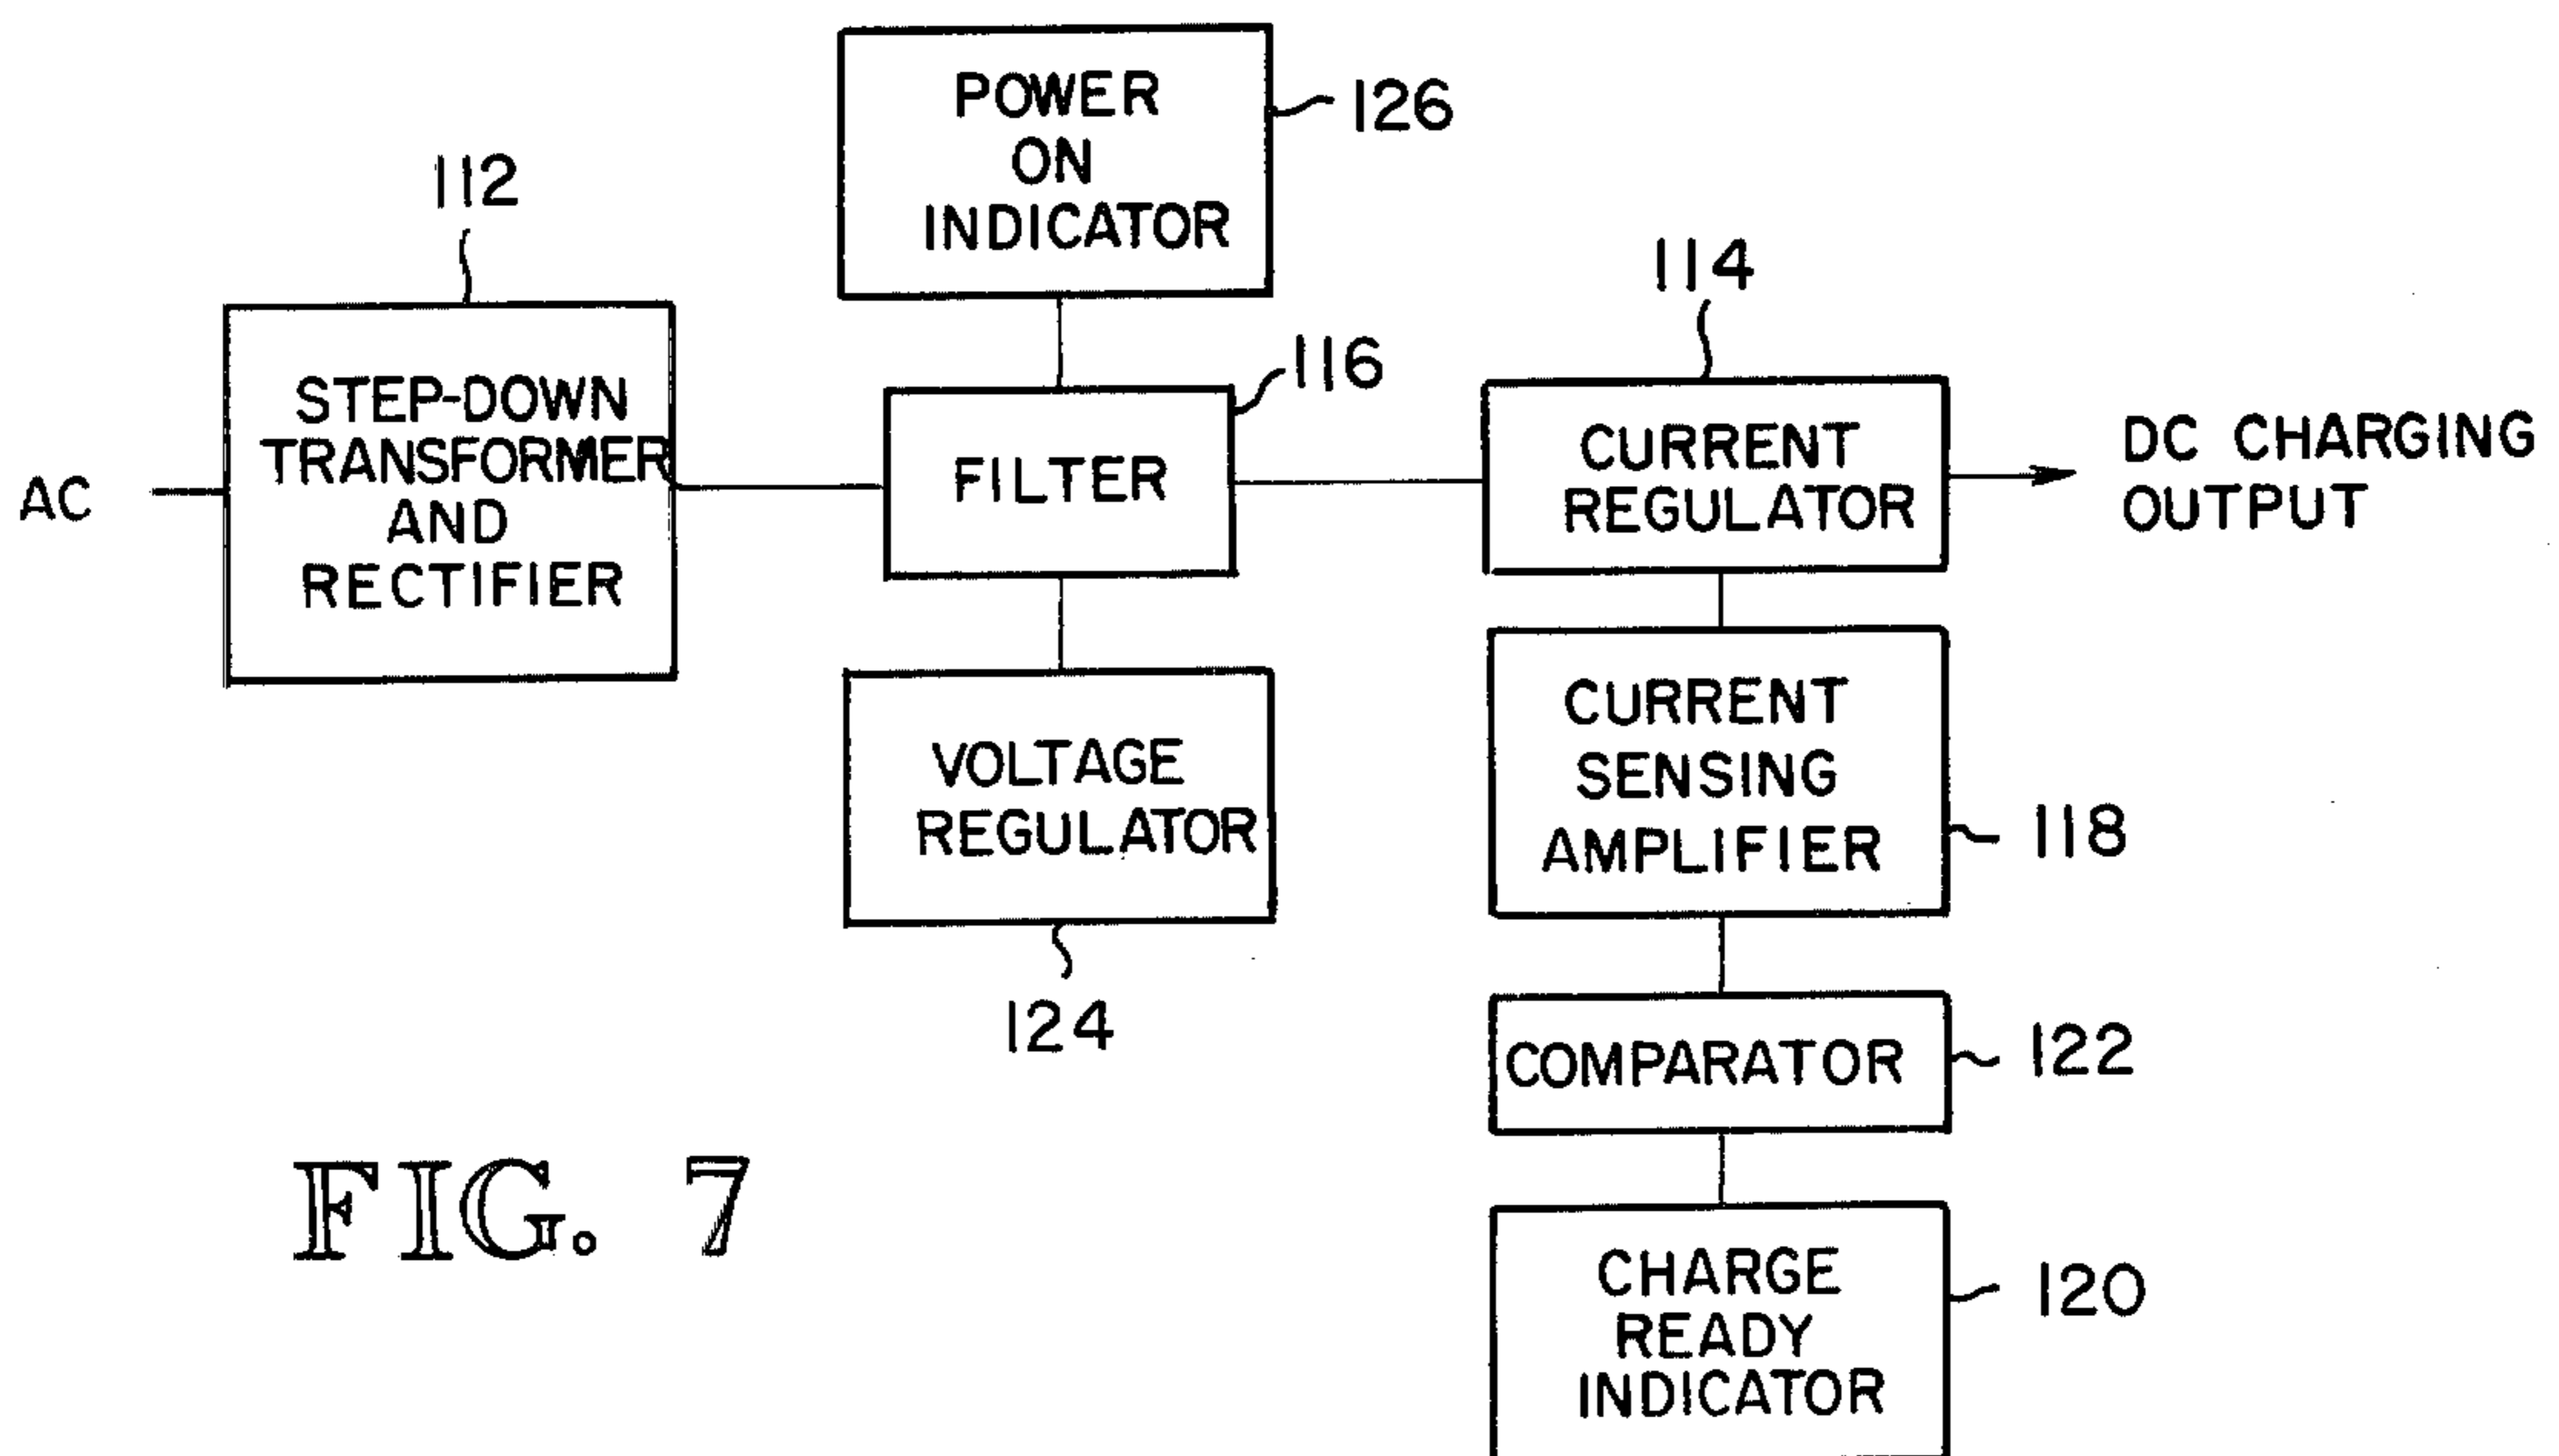 POWER
ON
INDICATOR
126
112
STEP-DOWN
TRANSFORMER
AND
RECTIFIER
AC
116
FILTER
114
CURRENT
REGULATOR
DC CHARGING
OUTPUT
VOLTAGE
REGULATOR
124
CURRENT
SENSING
AMPLIFIER
118
COMPARATOR
122
CHARGE
READY
INDICATOR
120
FIG. 7